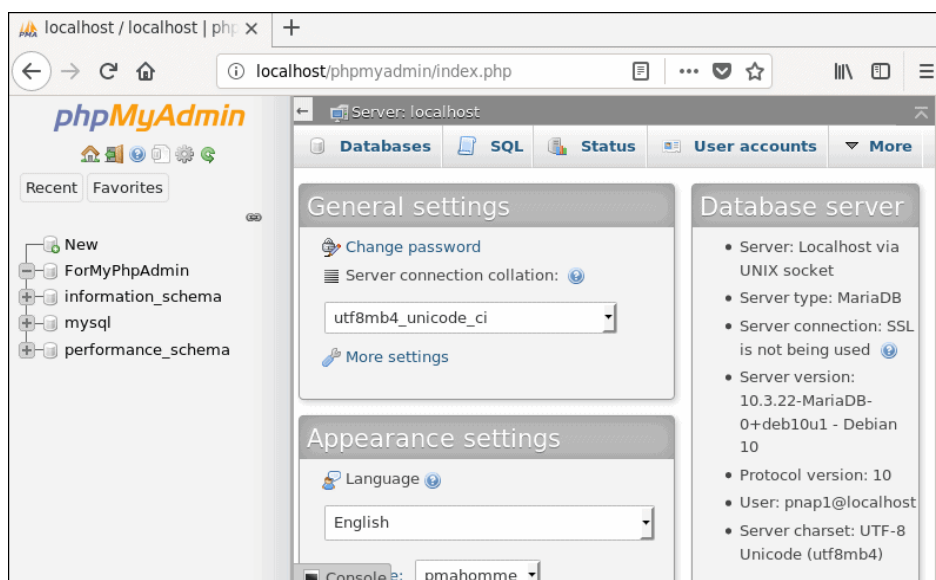 localhost / localhost | php
localhost/phpmyadmin/index.php
phpMyAdmin
Recent Favorites
New
ForMyPhpAdmin
information_schema
mysql
performance_schema
Server: localhost
Databases SQL Status User accounts More
General settings
Change password
Server connection collation:
utf8mb4_unicode_ci
More settings
Appearance settings
Language
English
pmahomme
Console
Database server
Server: Localhost via
UNIX socket
Server type: MariaDB
Server connection: SSL
is not being used
Server version:
10.3.22-MariaDB-
0+deb10u1 - Debian
10
Protocol version: 10
User: pnap1@localhost
Server charset: UTF-8
Unicode (utf8mb4)